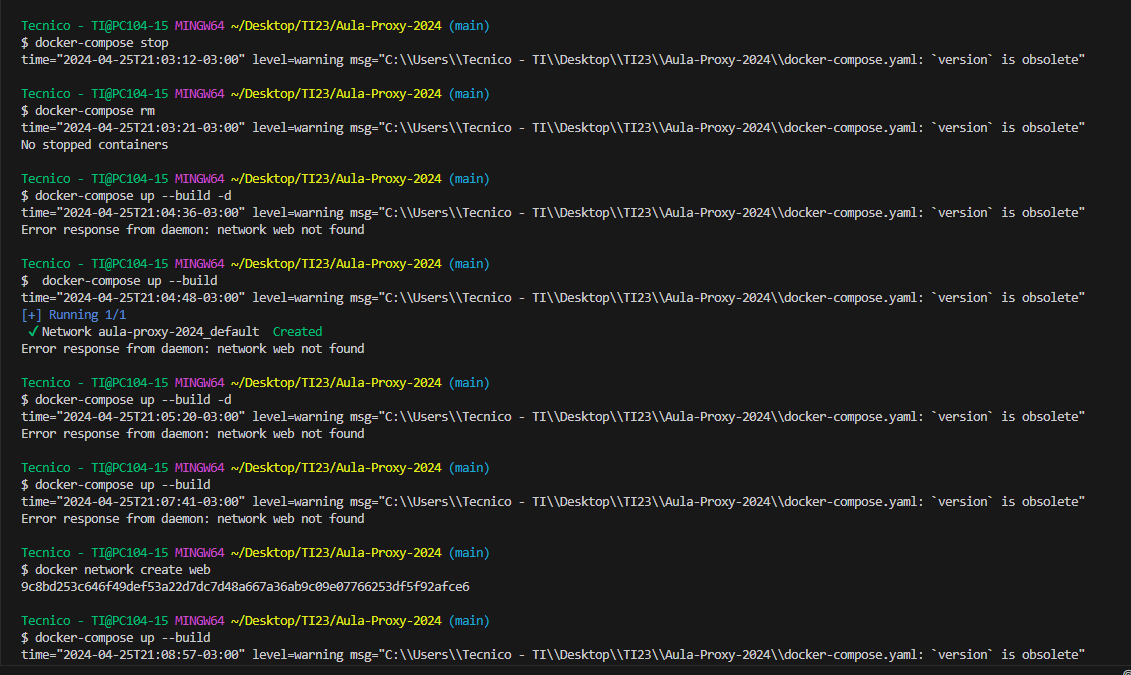 Tecnico - TI@PC104-15 MINGW64 ~/Desktop/TI23/Aula-Proxy-2024 (main)
$ docker-compose stop
time="2024-04-25T21:03:12-03:00" level=warning msg="C:\\Users\\Tecnico - TI\\Desktop\\TI23\\Aula-Proxy-2024\\docker-compose.yaml: `version` is obsolete"
Tecnico - TI@PC104-15 MINGW64 ~/Desktop/TI23/Aula-Proxy-2024 (main)
$ docker-compose rm
time="2024-04-25T21:03:21-03:00" level=warning msg="C:\\Users\\Tecnico - TI\\Desktop\\TI23\\Aula-Proxy-2024\\docker-compose.yaml: `version` is obsolete"
No stopped containers
Tecnico - TI@PC104-15 MINGW64 ~/Desktop/TI23/Aula-Proxy-2024 (main)
$ docker-compose up --build -d
time="2024-04-25T21:04:36-03:00" level=warning msg="C:\\Users\\Tecnico - TI\\Desktop\\TI23\\Aula-Proxy-2024\\docker-compose.yaml: `version` is obsolete"
Error response from daemon: network web not found
Tecnico - TI@PC104-15 MINGW64 ~/Desktop/TI23/Aula-Proxy-2024 (main)
$  docker-compose up --build
time="2024-04-25T21:04:48-03:00" level=warning msg="C:\\Users\\Tecnico - TI\\Desktop\\TI23\\Aula-Proxy-2024\\docker-compose.yaml: `version` is obsolete"
[+] Running 1/1
✔ Network aula-proxy-2024_default  Created
Error response from daemon: network web not found
Tecnico - TI@PC104-15 MINGW64 ~/Desktop/TI23/Aula-Proxy-2024 (main)
$ docker-compose up --build -d
time="2024-04-25T21:05:20-03:00" level=warning msg="C:\\Users\\Tecnico - TI\\Desktop\\TI23\\Aula-Proxy-2024\\docker-compose.yaml: `version` is obsolete"
Error response from daemon: network web not found
Tecnico - TI@PC104-15 MINGW64 ~/Desktop/TI23/Aula-Proxy-2024 (main)
$ docker-compose up --build
time="2024-04-25T21:07:41-03:00" level=warning msg="C:\\Users\\Tecnico - TI\\Desktop\\TI23\\Aula-Proxy-2024\\docker-compose.yaml: `version` is obsolete"
Error response from daemon: network web not found
Tecnico - TI@PC104-15 MINGW64 ~/Desktop/TI23/Aula-Proxy-2024 (main)
$ docker network create web
9c8bd253c646f49def53a22d7dc7d48a667a36ab9c09e07766253df5f92afce6
Tecnico - TI@PC104-15 MINGW64 ~/Desktop/TI23/Aula-Proxy-2024 (main)
$ docker-compose up --build
time="2024-04-25T21:08:57-03:00" level=warning msg="C:\\Users\\Tecnico - TI\\Desktop\\TI23\\Aula-Proxy-2024\\docker-compose.yaml: `version` is obsolete"